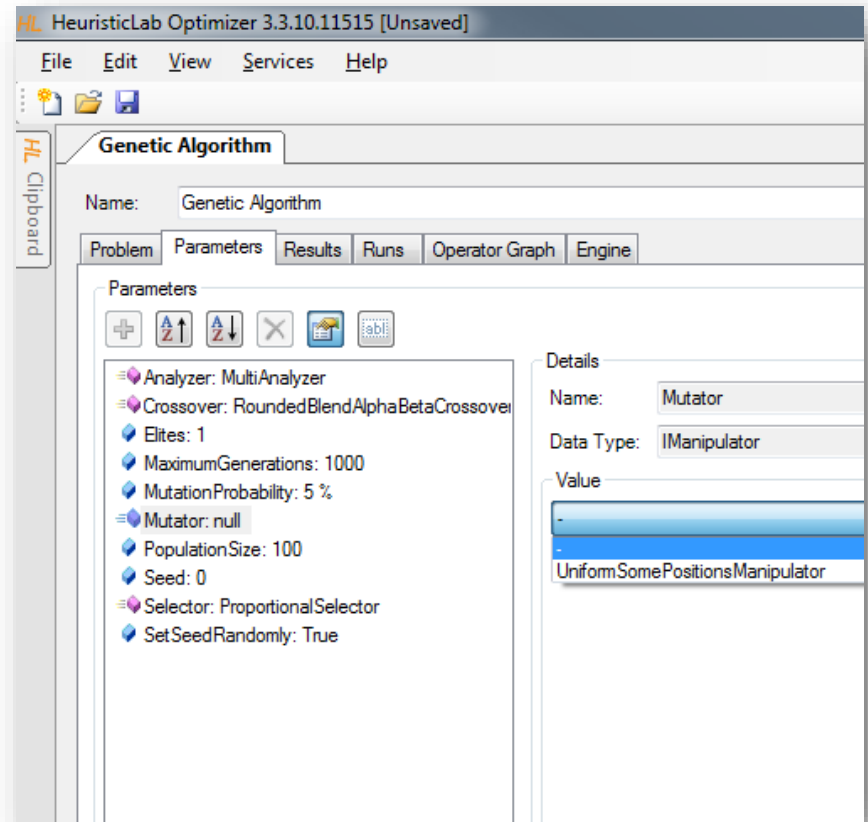 HL HeuristicLab Optimizer 3.3.10.11515 [Unsaved]
File Edit View Services Help
HL Clipboard
Genetic Algorithm
Name: Genetic Algorithm
Problem Parameters Results Runs Operator Graph Engine
Parameters
A Z A Z abl
Analyzer: MultiAnalyzer
Crossover: RoundedBlendAlphaBetaCrossover
Elites: 1
MaximumGenerations: 1000
MutationProbability: 5 %
Mutator: null
PopulationSize: 100
Seed: 0
Selector: ProportionalSelector
SetSeedRandomly: True
Details
Name: Mutator
Data Type: IManipulator
Value
-
-
UniformSomePositionsManipulator